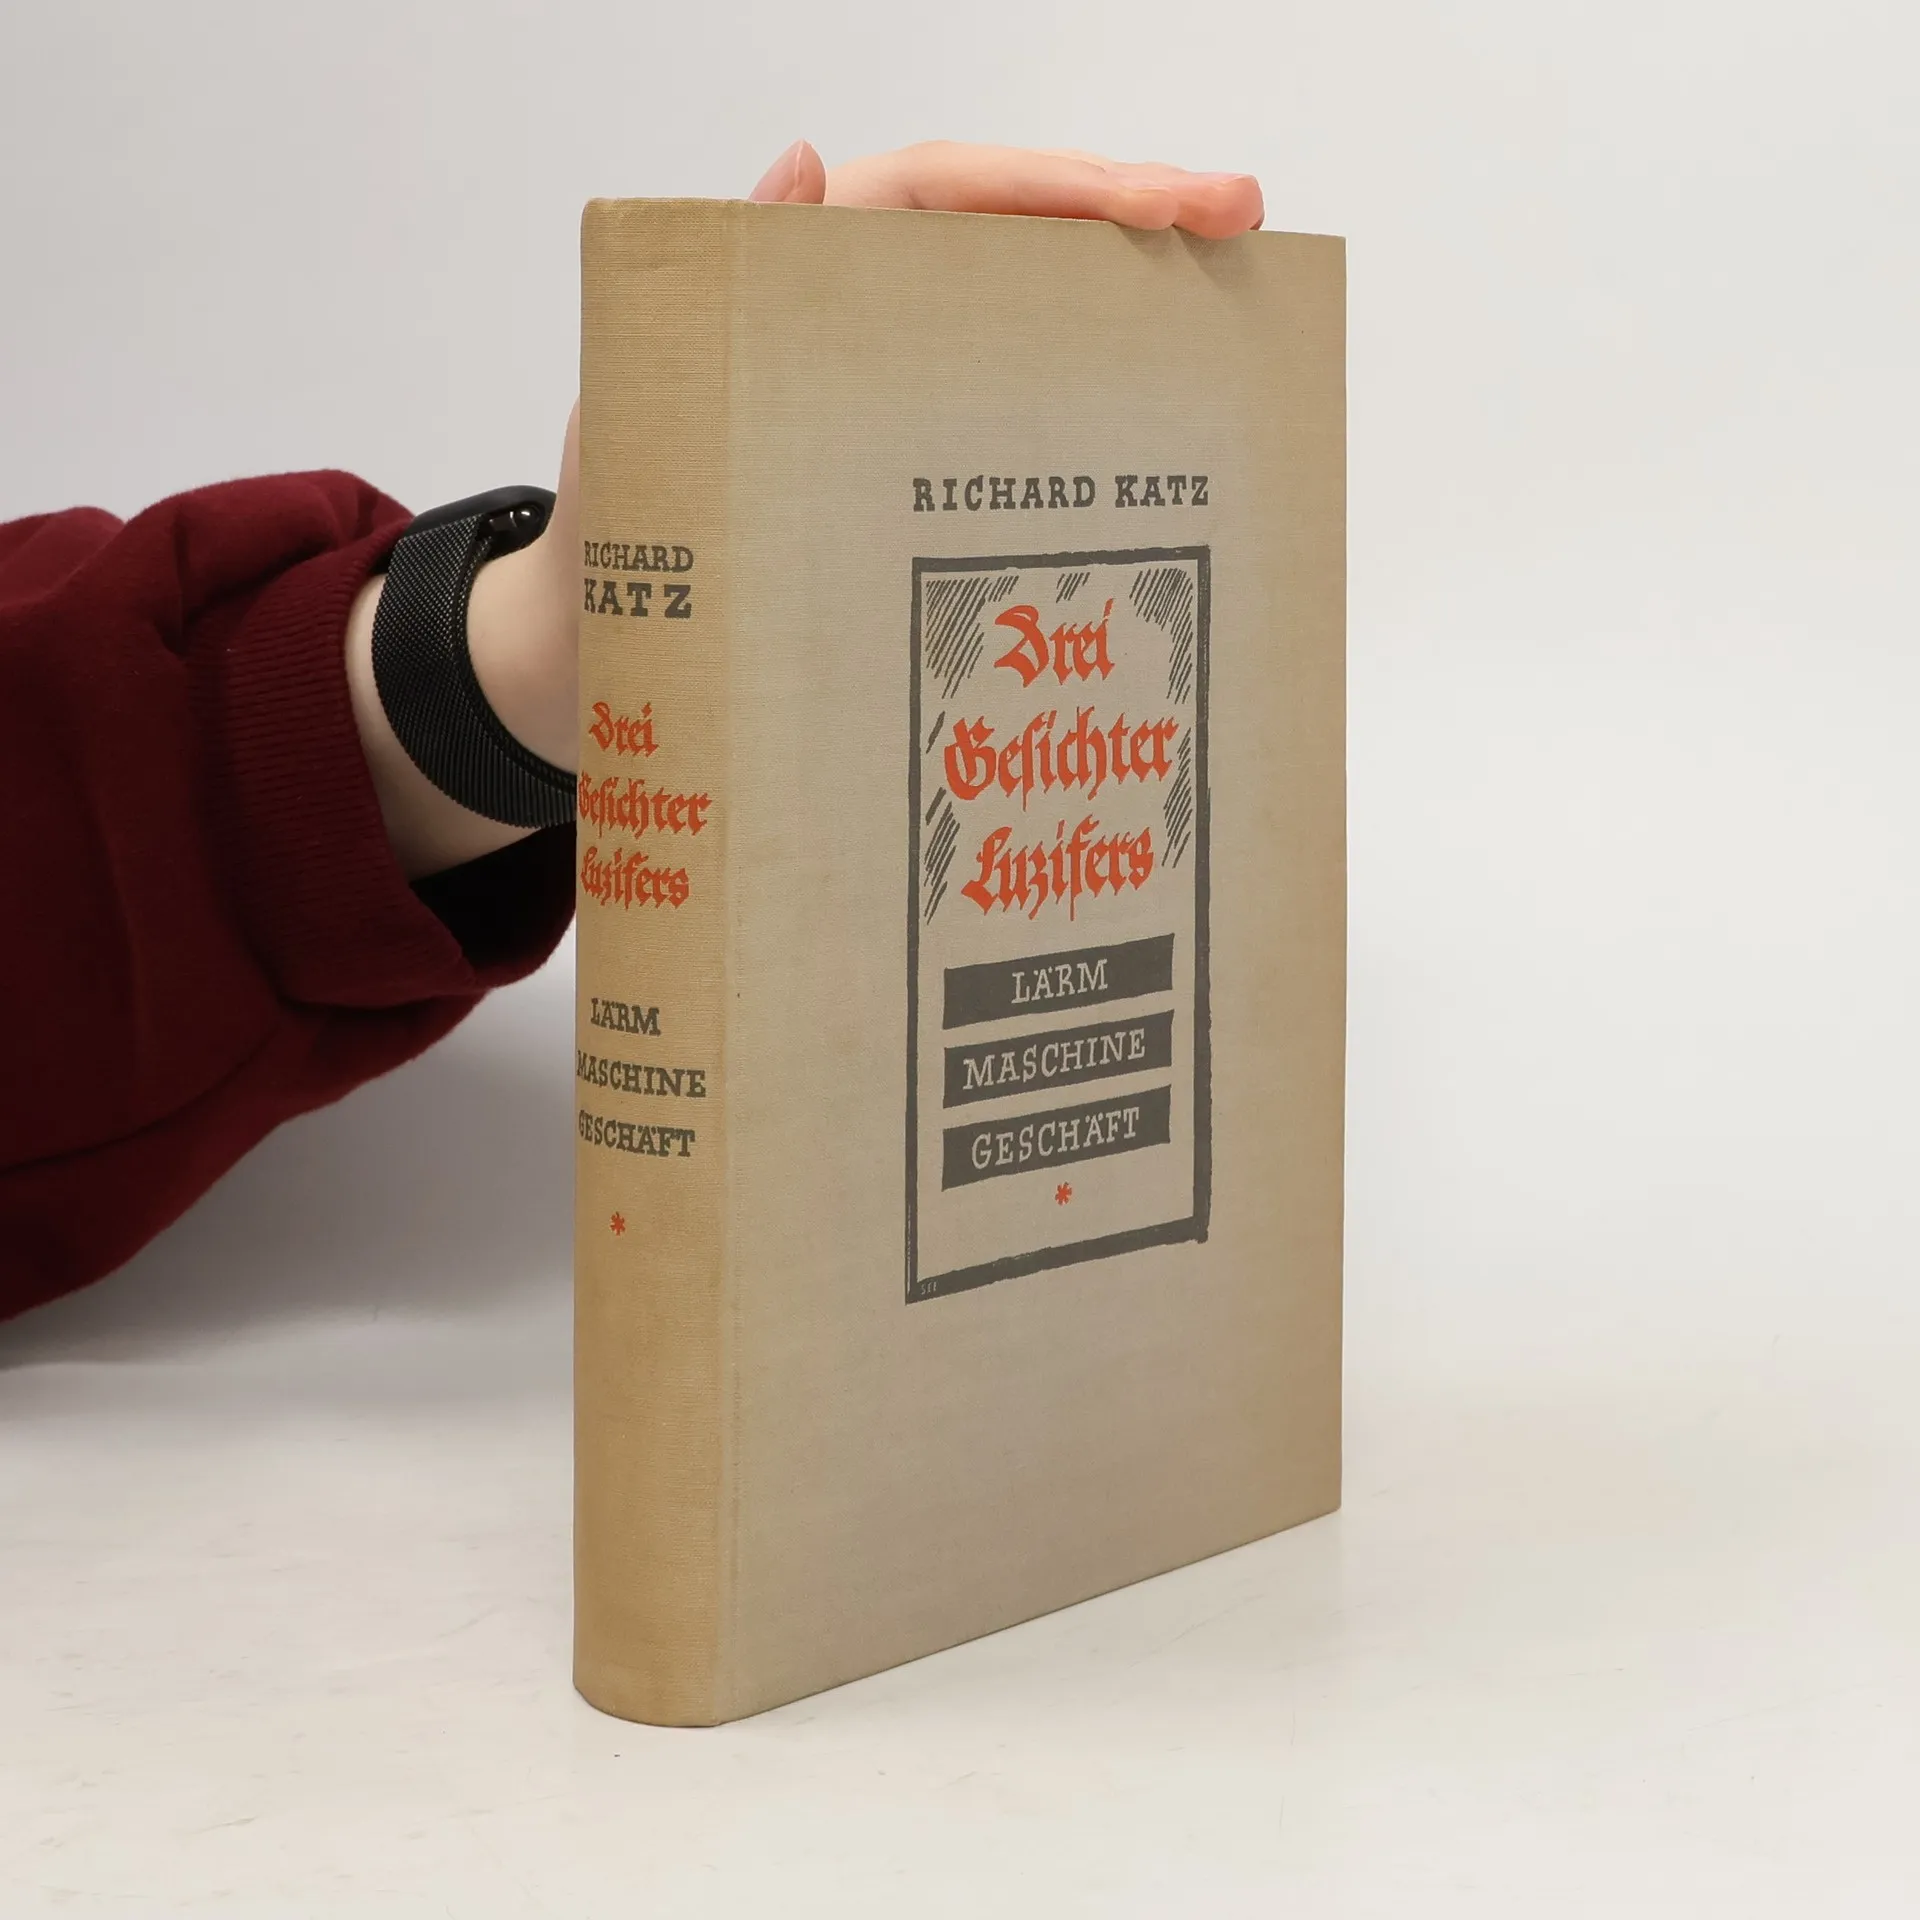 RICHARD
KATZ
Drei
Gesichter
Luzifers
LÄRM
MASCHINE
GESCHÄFT
*
RICHARD KATZ
Drei
Gesichter
Luzifers
LÄRM
MASCHINE
GESCHÄFT
*